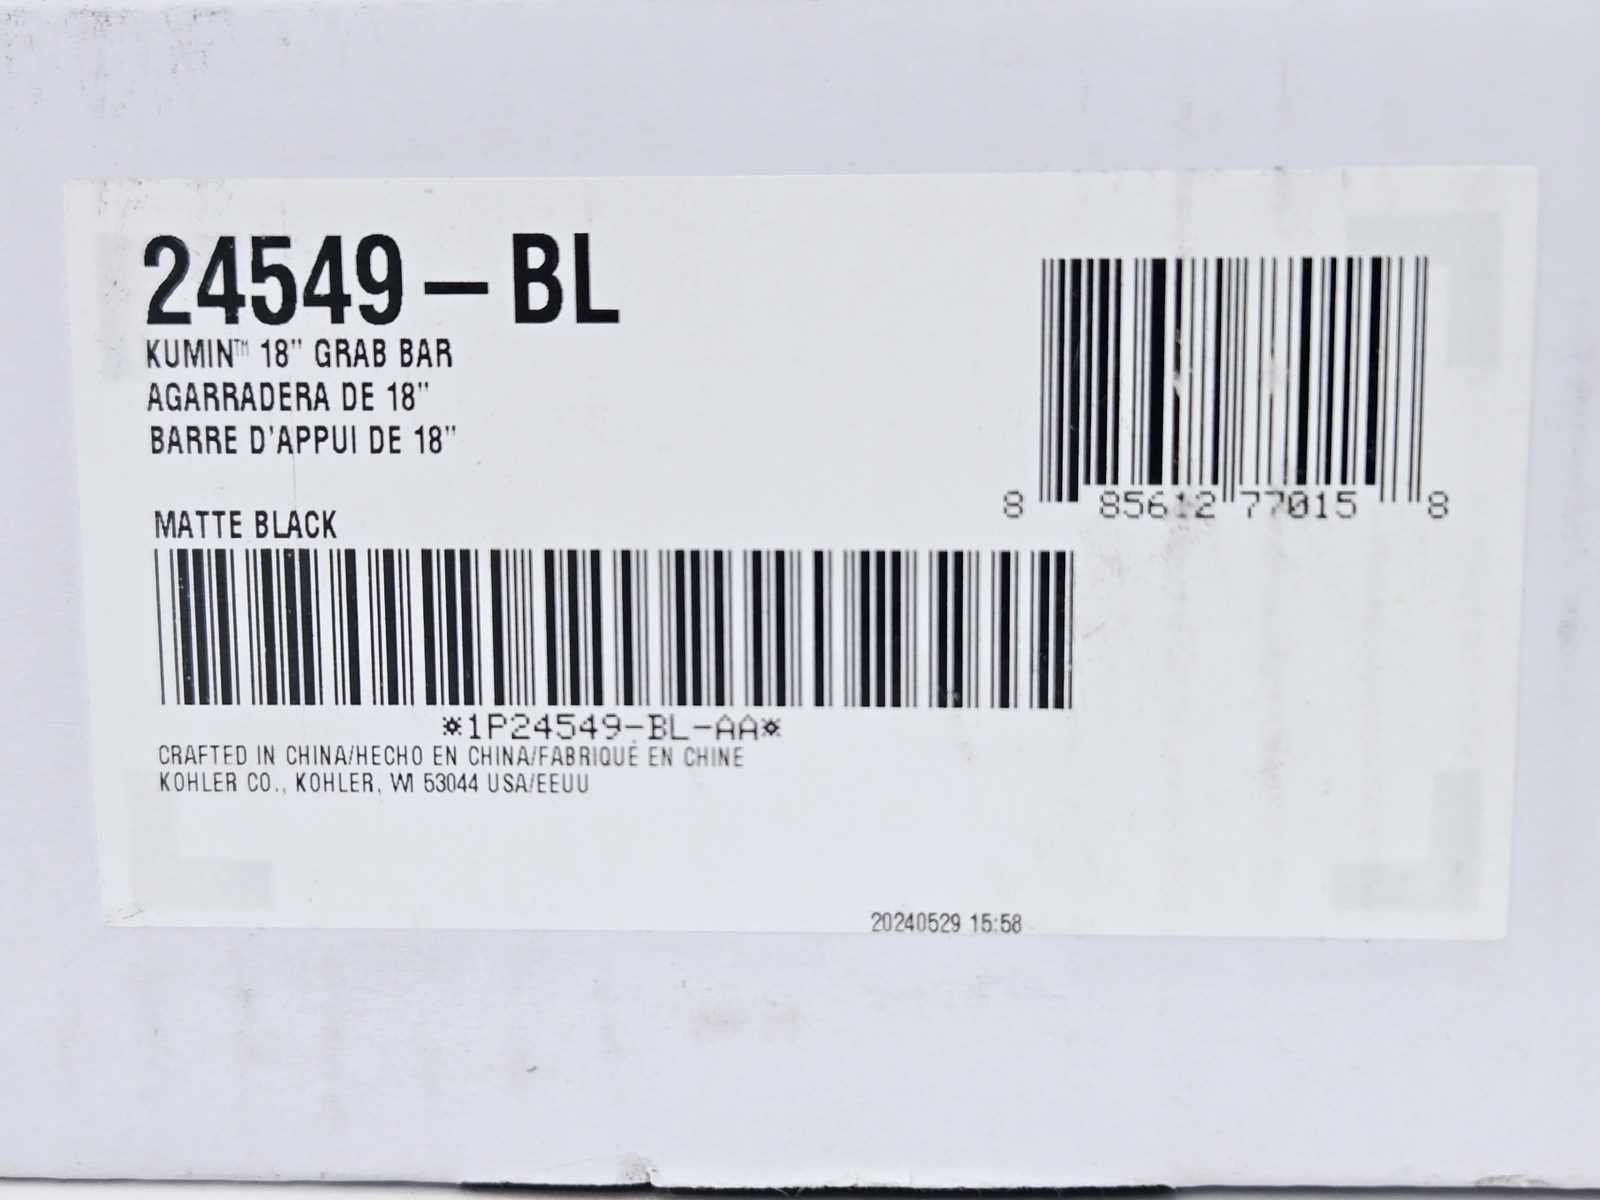 24549-BL
KUMIN™ 18" GRAB BAR
AGARRADERA DE 18"
BARRE D'APPUI DE 18"
8 85612 77015 8
MATTE BLACK
*1P24549-BL-AA*
CRAFTED IN CHINA/HECHO EN CHINA/FABRIQUÉ EN CHINE
KOHLER CO., KOHLER, WI 53044 USA/EEUU
20240529 15:58